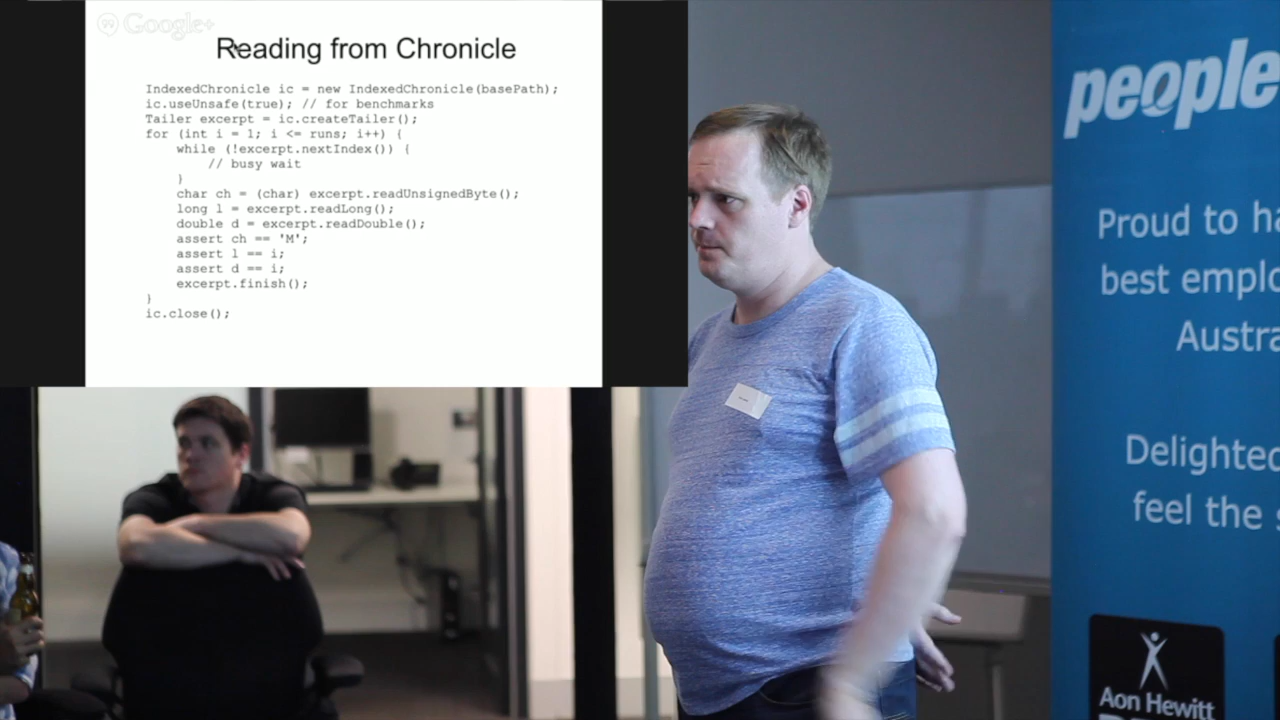 Google+
Reading from Chronicle
IndexedChronicle ic = new IndexedChronicle(basePath);
ic.useUnsafe(true); // for benchmarks
Tailer excerpt = ic.createTailer();
for (int i = 1; i <= runs; i++) {
    while (!excerpt.nextIndex()) {
        // busy wait
    }
    char ch = (char) excerpt.readUnsignedByte();
    long l = excerpt.readLong();
    double d = excerpt.readDouble();
    assert ch == 'M';
    assert l == i;
    assert d == i;
    excerpt.finish();
}
ic.close();
people
Proud to ha
best emplo
Austra
Delighted
feel the s
Aon Hewitt